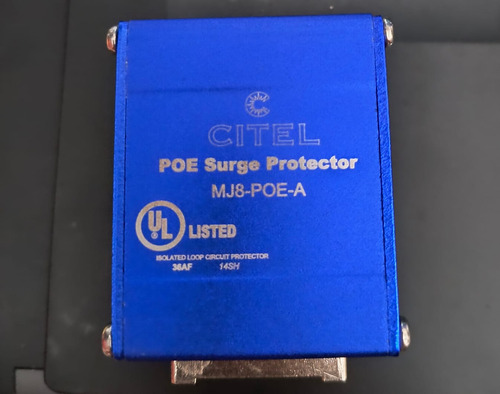 C
CITEL
POE Surge Protector
MJ8-POE-A
UL LISTED
ISOLATED LOOP CIRCUIT PROTECTOR
36AF 14SH